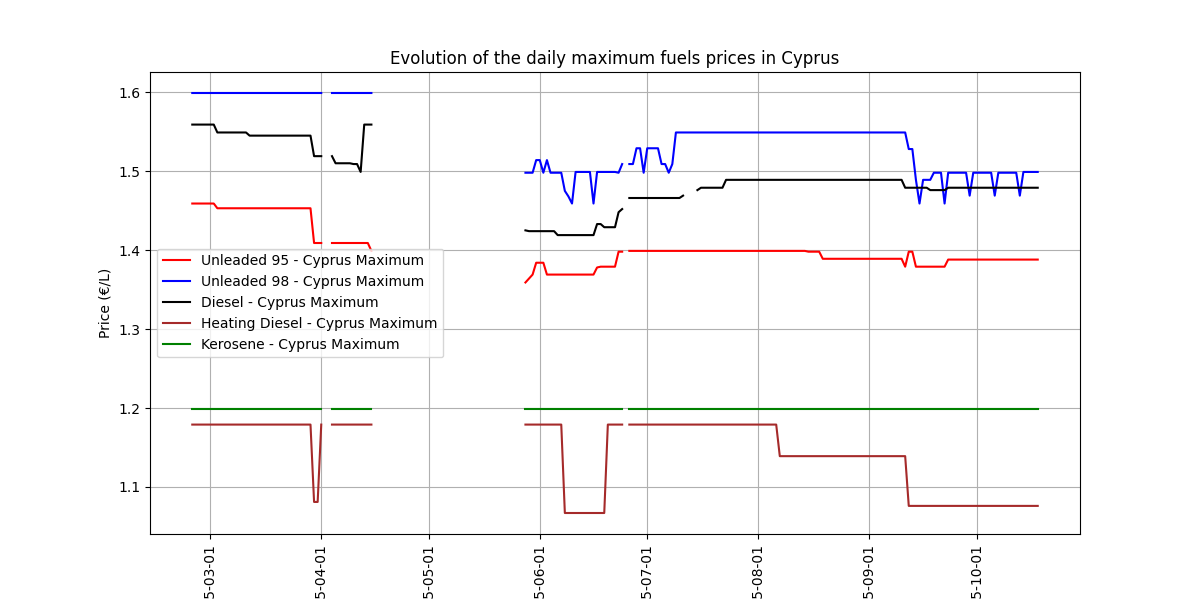 Evolution of the daily maximum fuels prices in Cyprus
Price (€/L)
1.6
1.5
1.4
1.3
1.2
1.1
Unleaded 95 - Cyprus Maximum
Unleaded 98 - Cyprus Maximum
Diesel - Cyprus Maximum
Heating Diesel - Cyprus Maximum
Kerosene - Cyprus Maximum
5-03-01
5-04-01
5-05-01
5-06-01
5-07-01
5-08-01
5-09-01
5-10-01